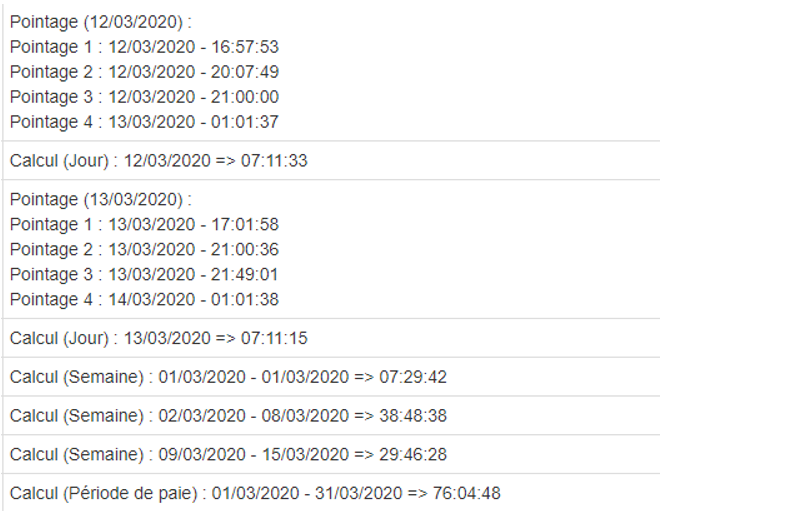 Pointage (12/03/2020) :
Pointage 1 : 12/03/2020 - 16:57:53
Pointage 2 : 12/03/2020 - 20:07:49
Pointage 3 : 12/03/2020 - 21:00:00
Pointage 4 : 13/03/2020 - 01:01:37
Calcul (Jour) : 12/03/2020 => 07:11:33
Pointage (13/03/2020) :
Pointage 1 : 13/03/2020 - 17:01:58
Pointage 2 : 13/03/2020 - 21:00:36
Pointage 3 : 13/03/2020 - 21:49:01
Pointage 4 : 14/03/2020 - 01:01:38
Calcul (Jour) : 13/03/2020 => 07:11:15
Calcul (Semaine) : 01/03/2020 - 01/03/2020 => 07:29:42
Calcul (Semaine) : 02/03/2020 - 08/03/2020 => 38:48:38
Calcul (Semaine) : 09/03/2020 - 15/03/2020 => 29:46:28
Calcul (Période de paie) : 01/03/2020 - 31/03/2020 => 76:04:48